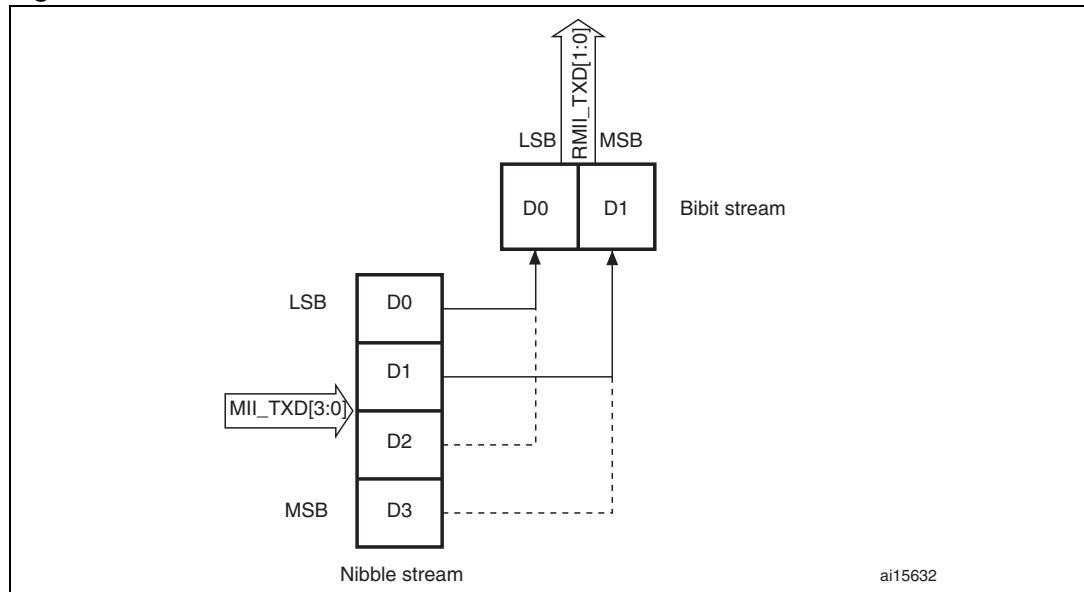 RMII_TXD[1:0]
LSB MSB
D0 D1 Bibit stream
LSB D0
D1
MII_TXD[3:0]
D2
MSB D3
Nibble stream
ai15632